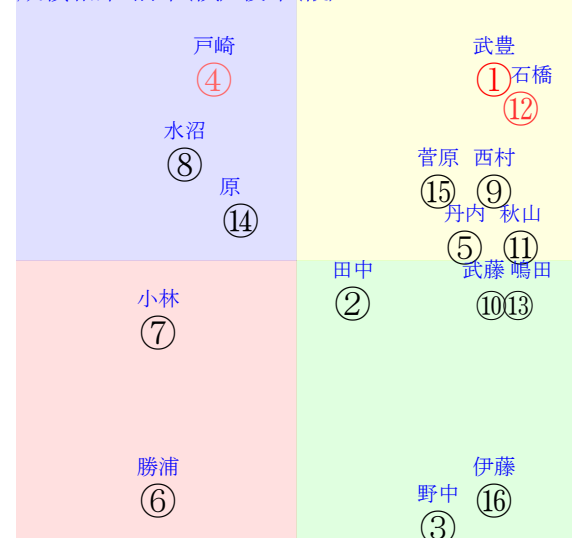 戸崎
④
武豊
①
石橋
⑫
水沼
⑧
原
⑭
菅原
⑮
西村
⑨
丹内
⑤
秋山
⑪
田中
②
武藤
⑩
嶋田
⑬
小林
⑦
勝浦
⑥
野中
③
伊藤
⑯